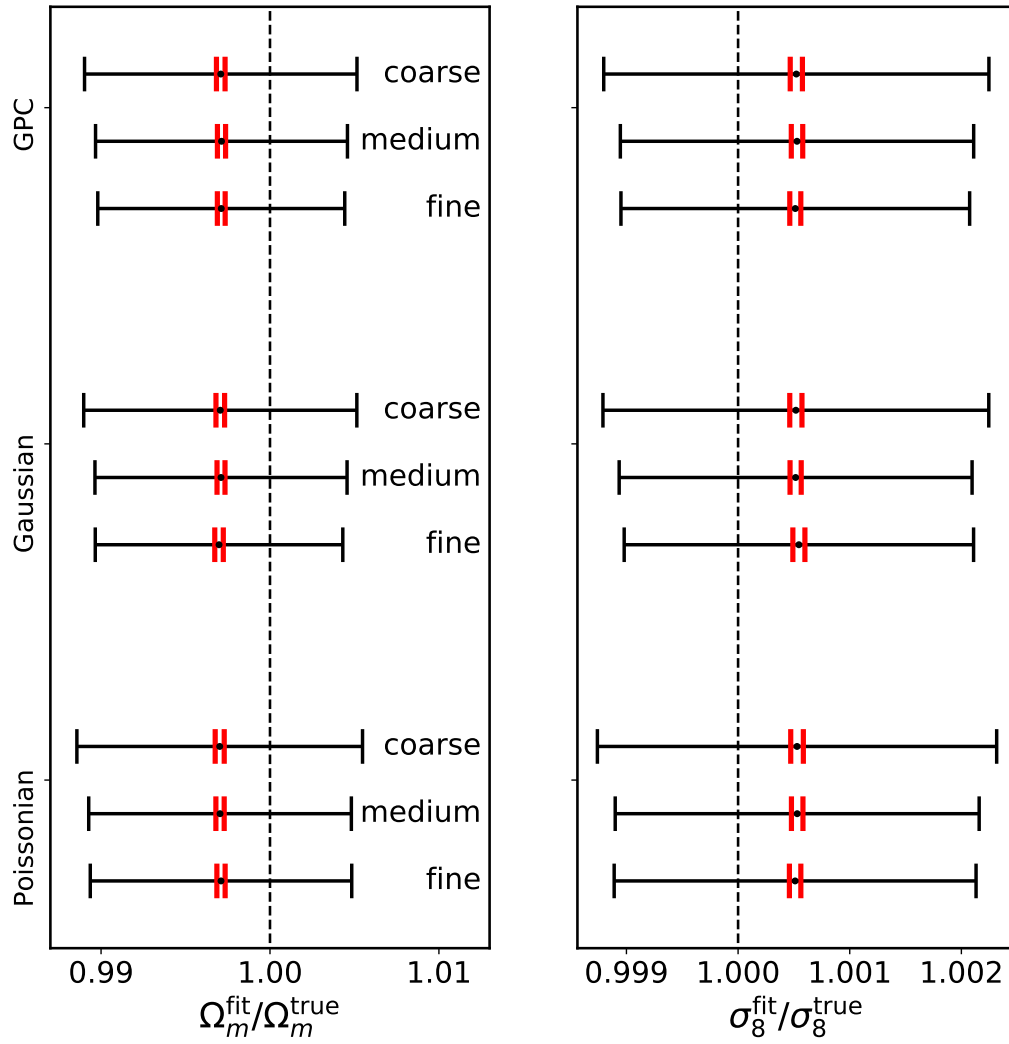 GPC
coarse
medium
fine
Gaussian
coarse
medium
fine
Poissonian
coarse
medium
fine
0.99 1.00 1.01
Ω_m^fit/Ω_m^true
0.999 1.000 1.001 1.002
σ_8^fit/σ_8^true